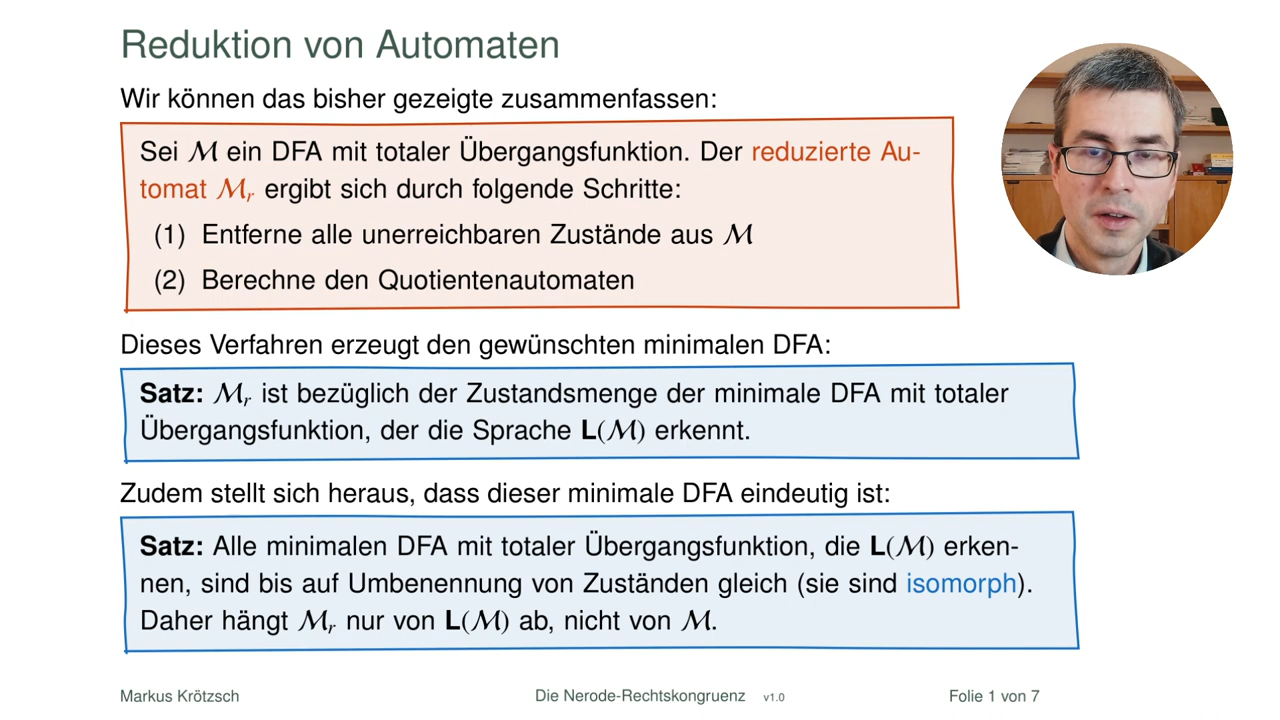 Reduktion von Automaten
Wir können das bisher gezeigte zusammenfassen:
Sei ℳ ein DFA mit totaler Übergangsfunktion. Der reduzierte Au-
tomat ℳᵣ ergibt sich durch folgende Schritte:
(1) Entferne alle unerreichbaren Zustände aus ℳ
(2) Berechne den Quotientenautomaten
Dieses Verfahren erzeugt den gewünschten minimalen DFA:
Satz: ℳᵣ ist bezüglich der Zustandsmenge der minimale DFA mit totaler
Übergangsfunktion, der die Sprache L(ℳ) erkennt.
Zudem stellt sich heraus, dass dieser minimale DFA eindeutig ist:
Satz: Alle minimalen DFA mit totaler Übergangsfunktion, die L(ℳ) erken-
nen, sind bis auf Umbenennung von Zuständen gleich (sie sind isomorph).
Daher hängt ℳᵣ nur von L(ℳ) ab, nicht von ℳ.
Markus Krötzsch Die Nerode-Rechtskongruenz v1.0 Folie 1 von 7